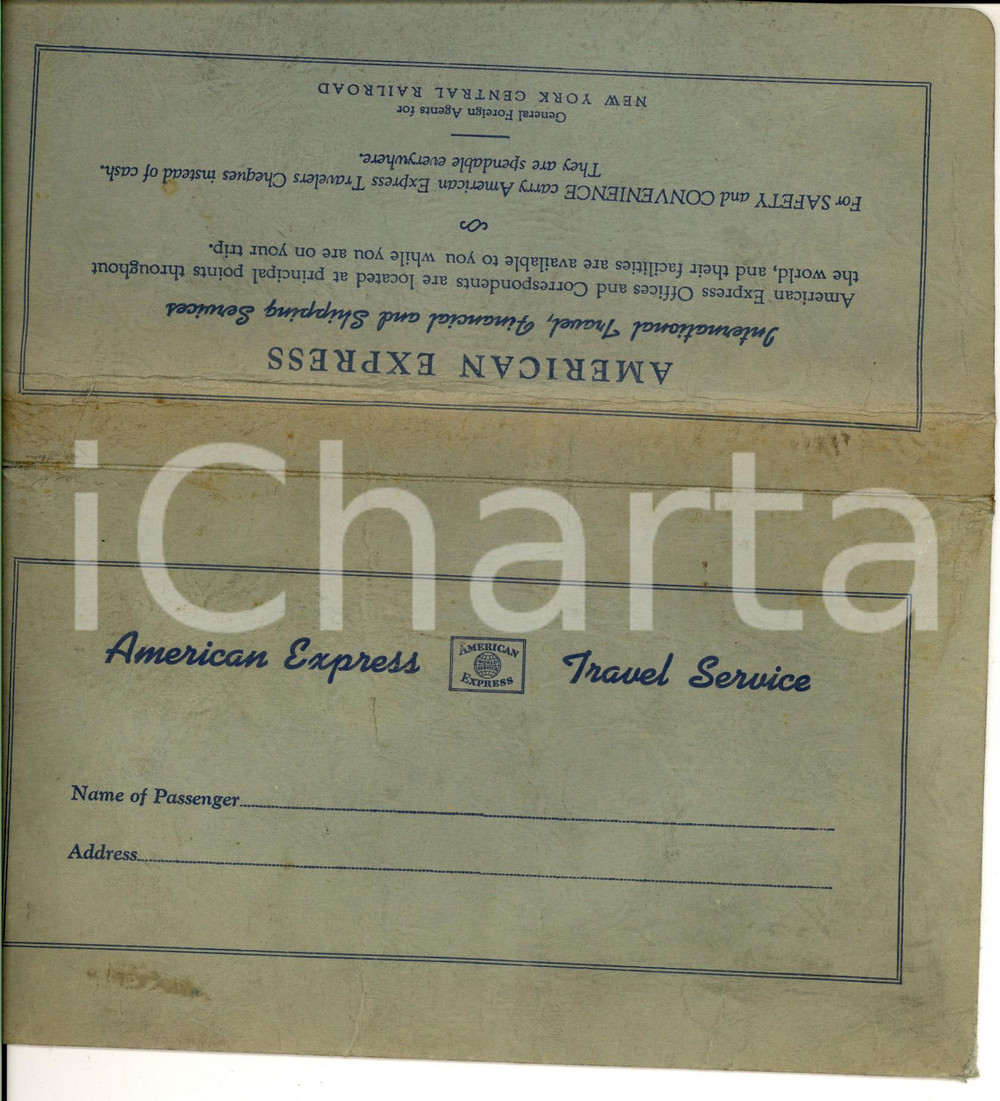 AMERICAN EXPRESS
International Travel, Financial and Shipping Services
American Express Offices and Correspondents are located at principal points throughout
the world, and their facilities are available to you while you are on your trip.
For SAFETY and CONVENIENCE carry American Express Travelers Cheques instead of cash.
They are spendable everywhere.
General Foreign Agents for
NEW YORK CENTRAL RAILROAD
iCharta
American Express
AMERICAN
EXPRESS
Travel Service
Name of Passenger
Address